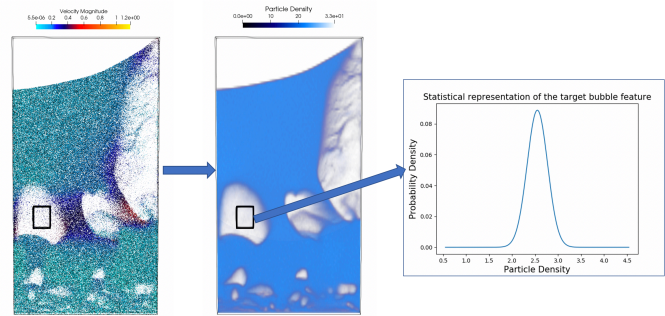 Velocity Magnitude
5.5e-06 0.2 0.4 0.6 0.8 1 1.2e+00
Particle Density
0.0e+00 10 20 3.3e+01
Statistical representation of the target bubble feature
Probability Density
0.08
0.06
0.04
0.02
0.00
0.5 1.0 1.5 2.0 2.5 3.0 3.5 4.0 4.5
Particle Density